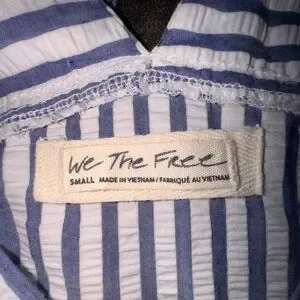 We The Free
SMALL MADE IN VIETNAM / FABRIQUÉ AU VIETNAM